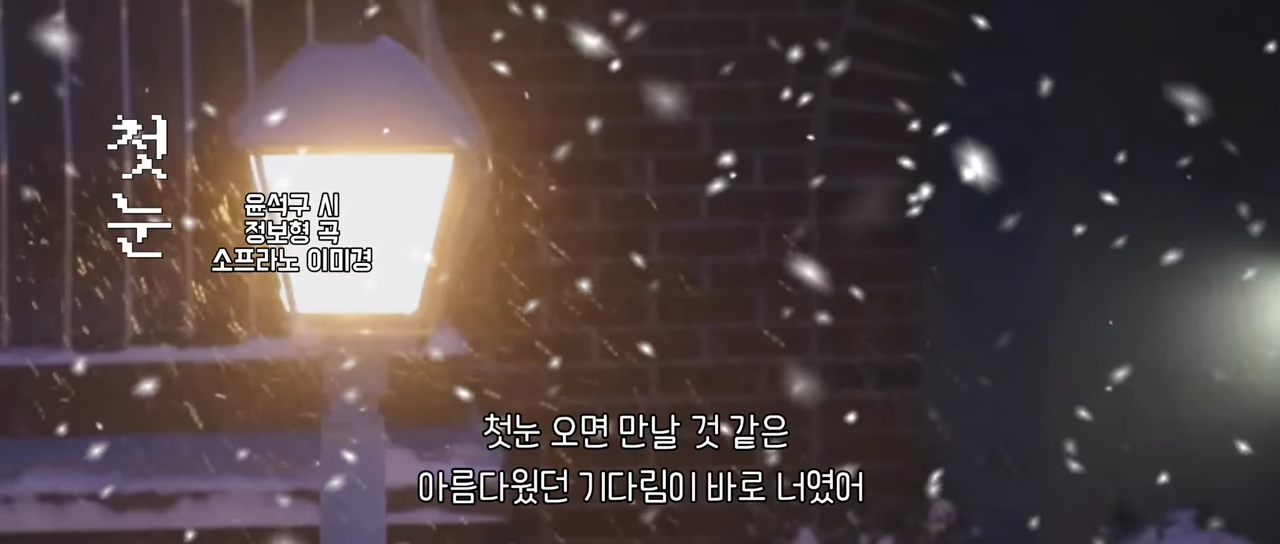 첫눈
윤석구 시
정보형 곡
소프라노 이미경
첫눈 오면 만날 것 같은
아름다웠던 기다림이 바로 너였어